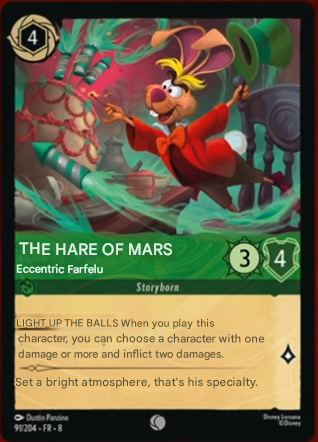 4
THE HARE OF MARS
Eccentric Farfelu
3
4
Storyborn
LIGHT UP THE BALLS When you play this
character, you can choose a character with one
damage or more and inflict two damages.
Set a bright atmosphere, that's his specialty.
Dustin Panzino
91/204 • FR • 8
Disney Lorcana
©Disney